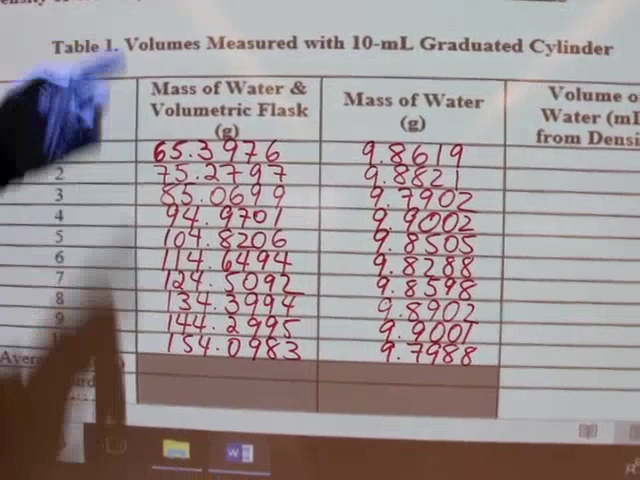 Table 1. Volumes Measured with 10-mL Graduated Cylinder
Mass of Water &
Volumetric Flask
(g)
Mass of Water
(g)
Volume o
Water (mL
from Densi
65.3976 9.8619
2 75.2797 9.8821
3 85.0699 9.7902
4 94.9701 9.9002
5 104.8206 9.8505
6 114.6494 9.8288
7 124.5092 9.8598
8 134.3994 9.8902
9 144.2995 9.9001
154.0983 9.7988